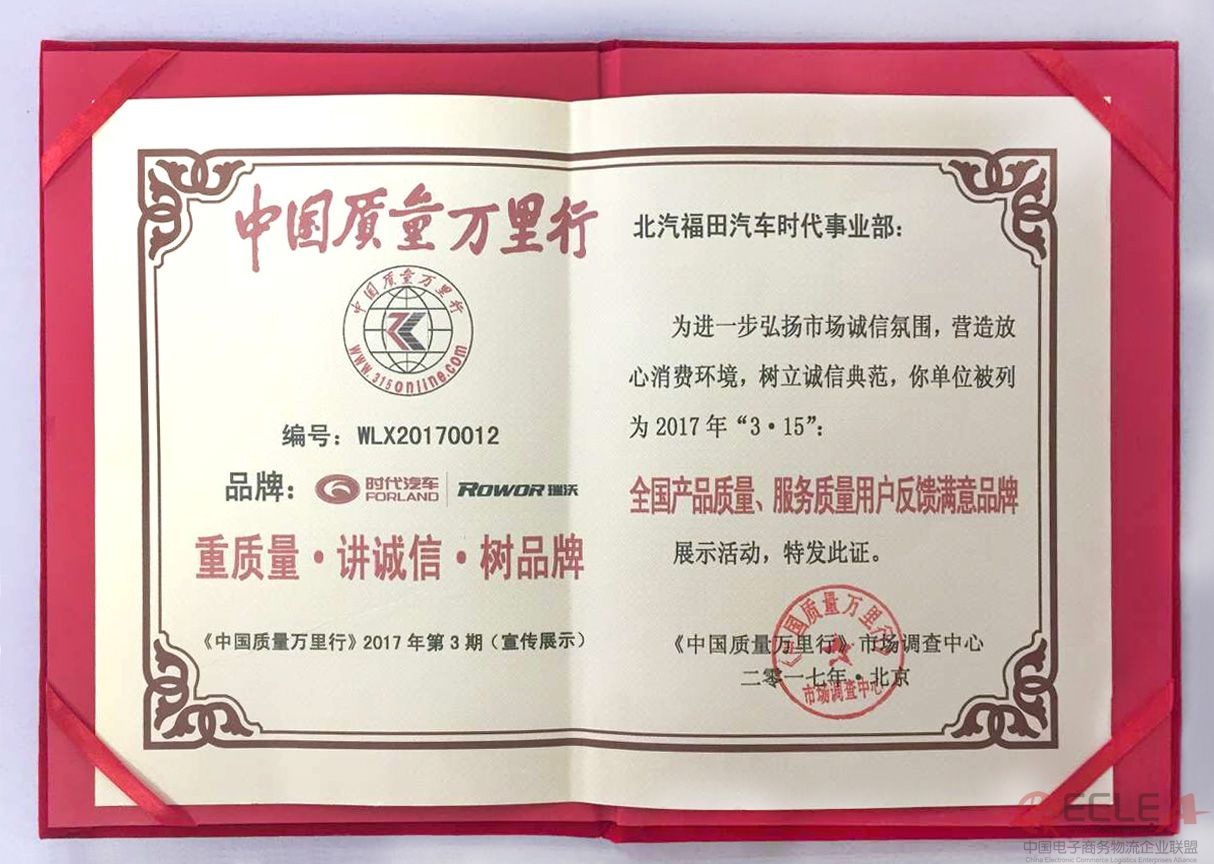 中国质量万里行
中国质量万里行
www.315online.com
编号：WLX20170012
品牌：时代汽车 FORLAND ROWOR 瑞沃
重质量·讲诚信·树品牌
《中国质量万里行》2017年第3期（宣传展示）
北汽福田汽车时代事业部：
为进一步弘扬市场诚信氛围，营造放
心消费环境，树立诚信典范，你单位被列
为2017年“3·15”：
全国产品质量、服务质量用户反馈满意品牌
展示活动，特发此证。
《中国质量万里行》市场调查中心
二零一七年·北京
《中国质量万里行》
市场调查中心
ECLEA
中国电子商务物流企业联盟
China Electronic Commerce Logistics Enterprises Alliance